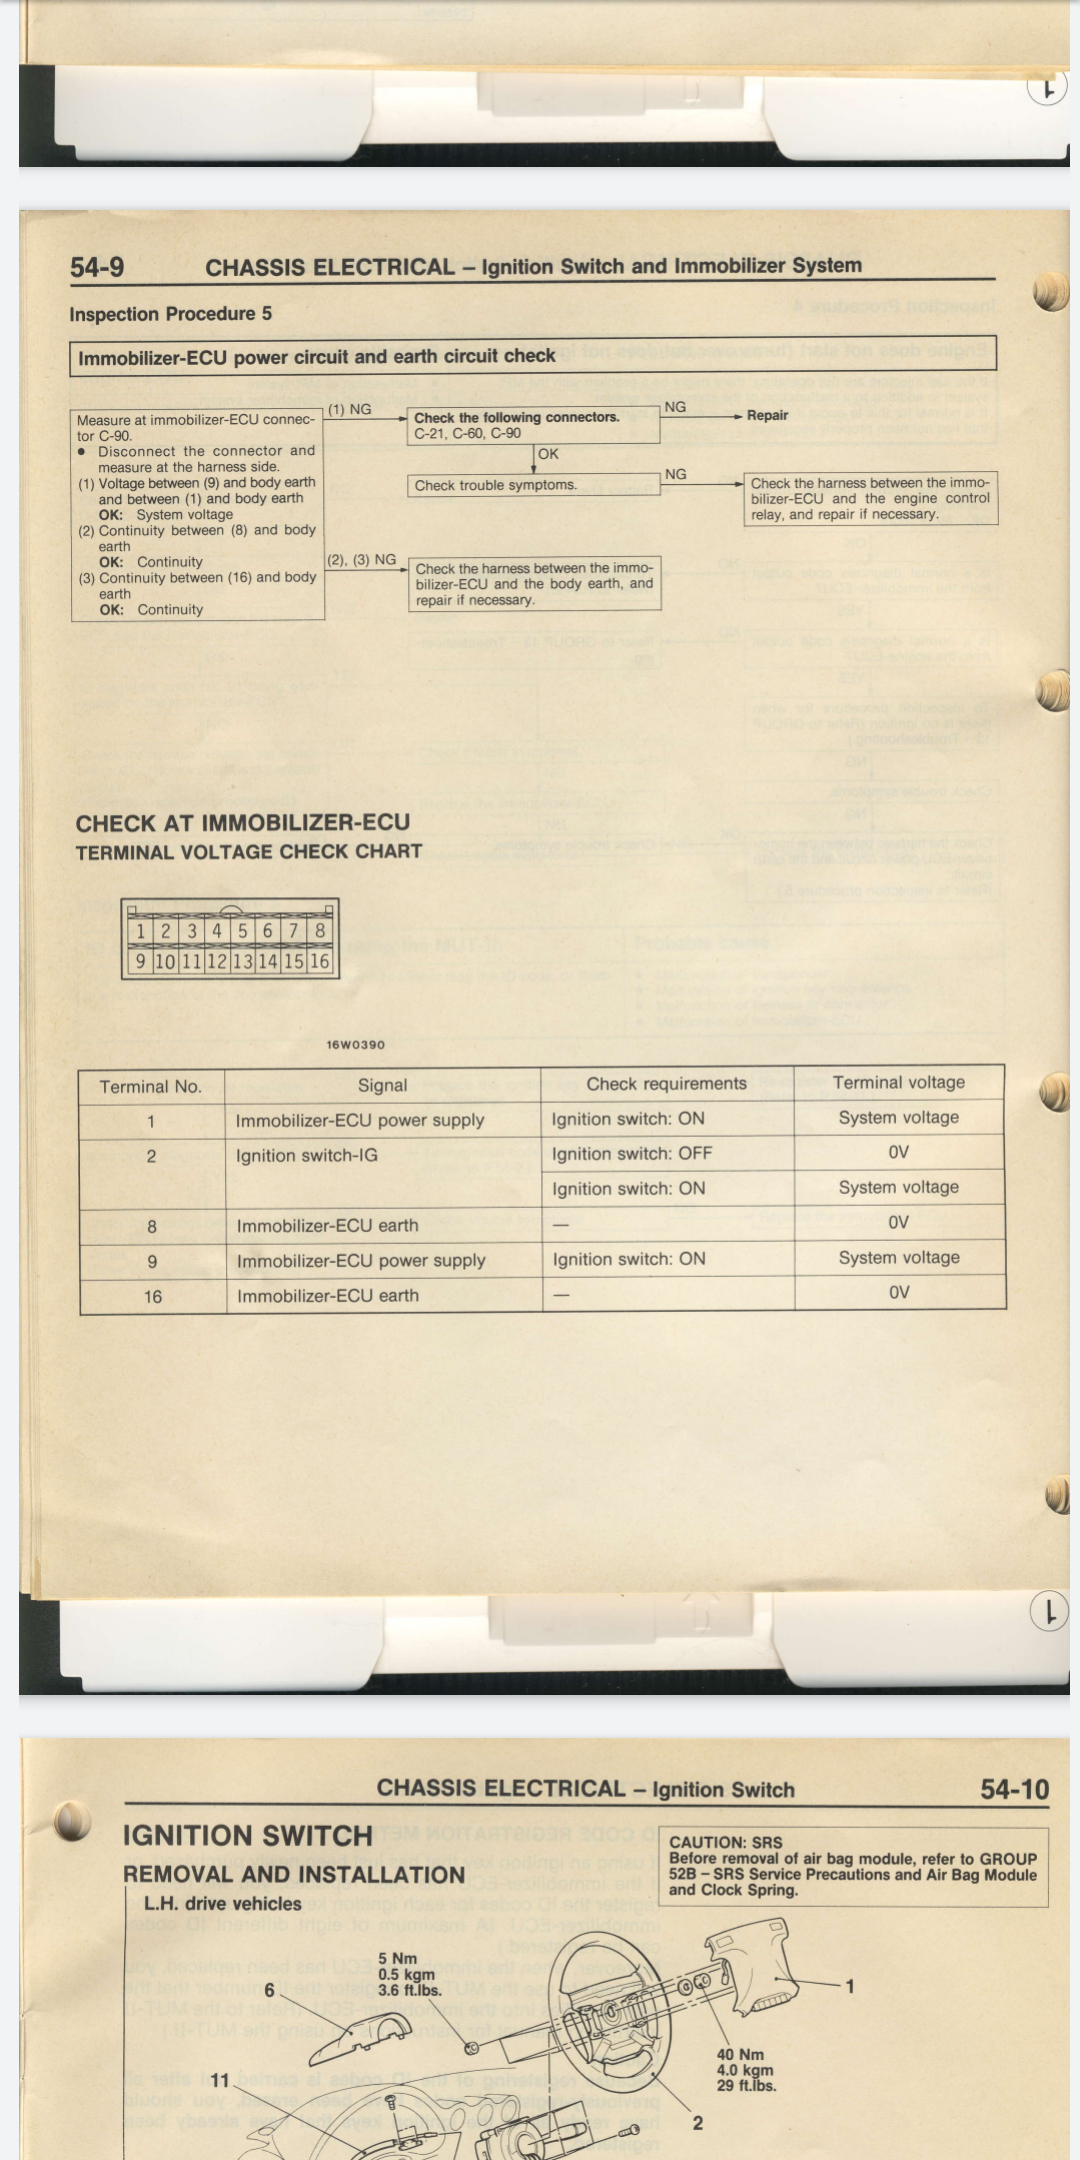 54-9
CHASSIS ELECTRICAL – Ignition Switch and Immobilizer System
Inspection Procedure 5
Immobilizer-ECU power circuit and earth circuit check
Measure at immobilizer-ECU connec-
tor C-90.
● Disconnect the connector and
measure at the harness side.
(1) Voltage between (9) and body earth
and between (1) and body earth
OK: System voltage
(2) Continuity between (8) and body
earth
OK: Continuity
(3) Continuity between (16) and body
earth
OK: Continuity
(1) NG
Check the following connectors.
C-21, C-60, C-90
NG
Repair
OK
Check trouble symptoms.
NG
Check the harness between the immo-
bilizer-ECU and the engine control
relay, and repair if necessary.
(2), (3) NG
Check the harness between the immo-
bilizer-ECU and the body earth, and
repair if necessary.
CHECK AT IMMOBILIZER-ECU
TERMINAL VOLTAGE CHECK CHART
1 2 3 4 5 6 7 8
9 10 11 12 13 14 15 16
16W0390
Terminal No. Signal Check requirements Terminal voltage
1 Immobilizer-ECU power supply Ignition switch: ON System voltage
2 Ignition switch-IG Ignition switch: OFF 0V
Ignition switch: ON System voltage
8 Immobilizer-ECU earth — 0V
9 Immobilizer-ECU power supply Ignition switch: ON System voltage
16 Immobilizer-ECU earth — 0V
CHASSIS ELECTRICAL – Ignition Switch
54-10
IGNITION SWITCH
REMOVAL AND INSTALLATION
L.H. drive vehicles
CAUTION: SRS
Before removal of air bag module, refer to GROUP
52B – SRS Service Precautions and Air Bag Module
and Clock Spring.
5 Nm
0.5 kgm
3.6 ft.lbs.
6
1
40 Nm
4.0 kgm
29 ft.lbs.
11
2